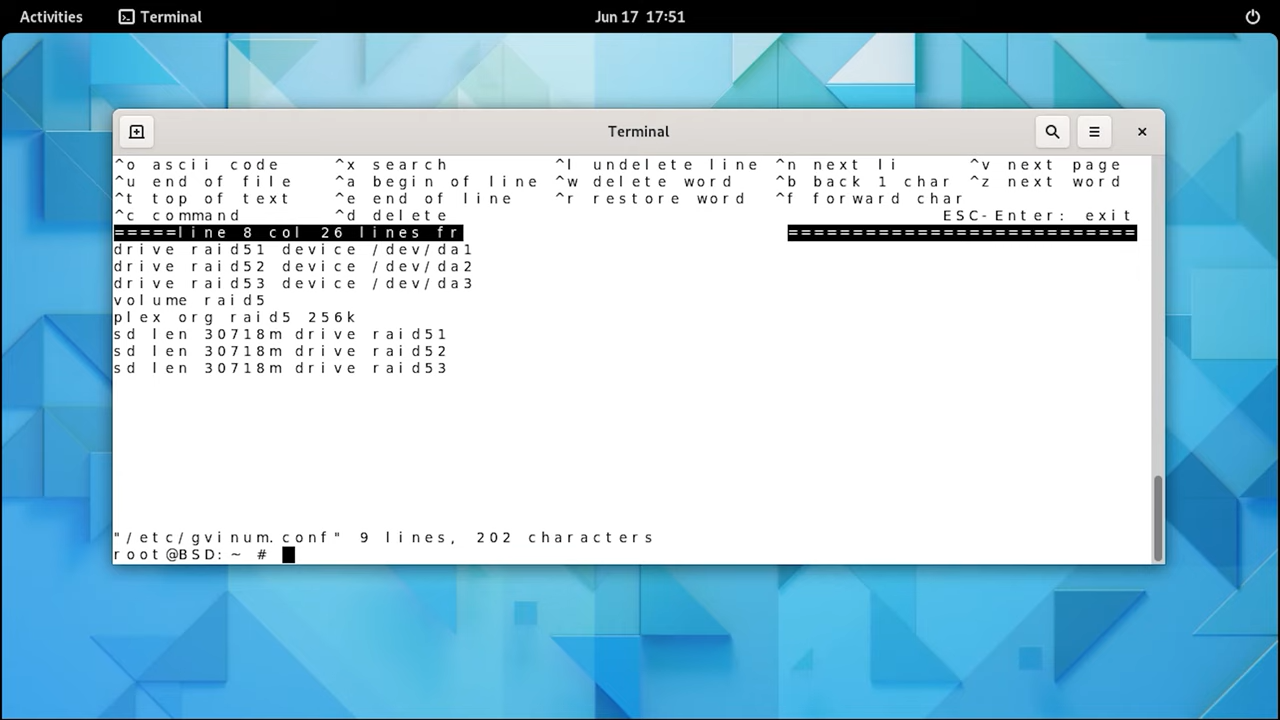 Activities Terminal Jun 17 17:51
Terminal
^o ascii code ^x search ^l undelete line ^n next li ^v next page
^u end of file ^a begin of line ^w delete word ^b back 1 char ^z next word
^t top of text ^e end of line ^r restore word ^f forward char
^c command ^d delete ESC-Enter: exit
=====line 8 col 26 lines fr ===========================
drive raid51 device /dev/da1
drive raid52 device /dev/da2
drive raid53 device /dev/da3
volume raid5
plex org raid5 256k
sd len 30718m drive raid51
sd len 30718m drive raid52
sd len 30718m drive raid53
"/etc/gvinum.conf" 9 lines, 202 characters
root@BSD:~ #